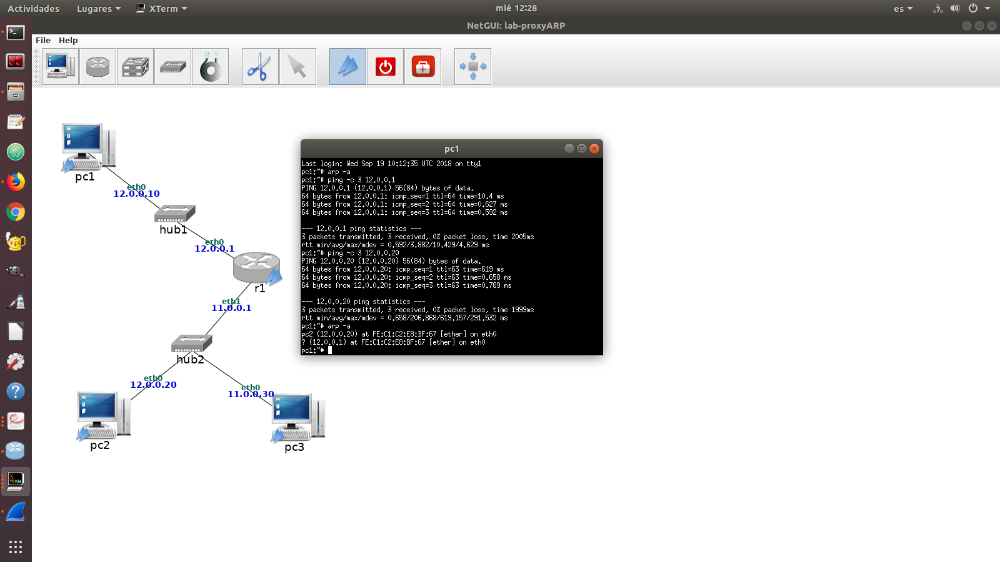 Actividades Lugares XTerm mié 12:28 es
NetGUI: lab-proxyARP
File Help
pc1
eth0
12.0.0.10
hub1
eth0
12.0.0.1
r1
eth1
11.0.0.1
hub2
eth0
12.0.0.20
eth0
11.0.0.30
pc2
pc3
pc1
Last login: Wed Sep 19 10:12:35 UTC 2018 on tty1
pc1:~# arp -a
pc1:~# ping -c 3 12.0.0.1
PING 12.0.0.1 (12.0.0.1) 56(84) bytes of data.
64 bytes from 12.0.0.1: icmp_seq=1 ttl=64 time=10.4 ms
64 bytes from 12.0.0.1: icmp_seq=2 ttl=64 time=0.627 ms
64 bytes from 12.0.0.1: icmp_seq=3 ttl=64 time=0.592 ms
--- 12.0.0.1 ping statistics ---
3 packets transmitted, 3 received, 0% packet loss, time 2005ms
rtt min/avg/max/mdev = 0.592/3.882/10.429/4.629 ms
pc1:~# ping -c 3 12.0.0.20
PING 12.0.0.20 (12.0.0.20) 56(84) bytes of data.
64 bytes from 12.0.0.20: icmp_seq=1 ttl=63 time=619 ms
64 bytes from 12.0.0.20: icmp_seq=2 ttl=63 time=0.658 ms
64 bytes from 12.0.0.20: icmp_seq=3 ttl=63 time=0.789 ms
--- 12.0.0.20 ping statistics ---
3 packets transmitted, 3 received, 0% packet loss, time 1999ms
rtt min/avg/max/mdev = 0.658/206.868/619.157/291.532 ms
pc1:~# arp -a
pc2 (12.0.0.20) at FE:C1:C2:E8:BF:67 [ether] on eth0
? (12.0.0.1) at FE:C1:C2:E8:BF:67 [ether] on eth0
pc1:~#
X
TERM